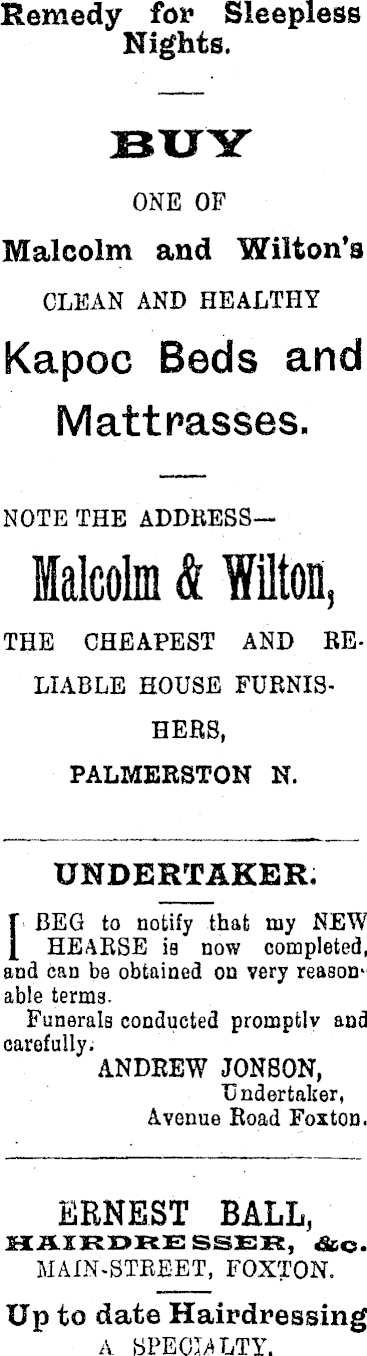 Remedy for Sleepless
Nights.
BUY
ONE OF
Malcolm and Wilton's
CLEAN AND HEALTHY
Kapoc Beds and
Mattrasses.
NOTE THE ADDRESS—
Malcolm & Wilton,
THE CHEAPEST AND RE-
LIABLE HOUSE FURNIS-
HERS,
PALMERSTON N.
UNDERTAKER.
I BEG to notify that my NEW
HEARSE is now completed,
and can be obtained on very reason-
able terms.
Funerals conducted promptly and
carefully.
ANDREW JONSON,
Undertaker,
Avenue Road Foxton.
ERNEST BALL,
HAIRDRESSER, &c.
MAIN-STREET, FOXTON.
Up to date Hairdressing
A SPECIALTY.